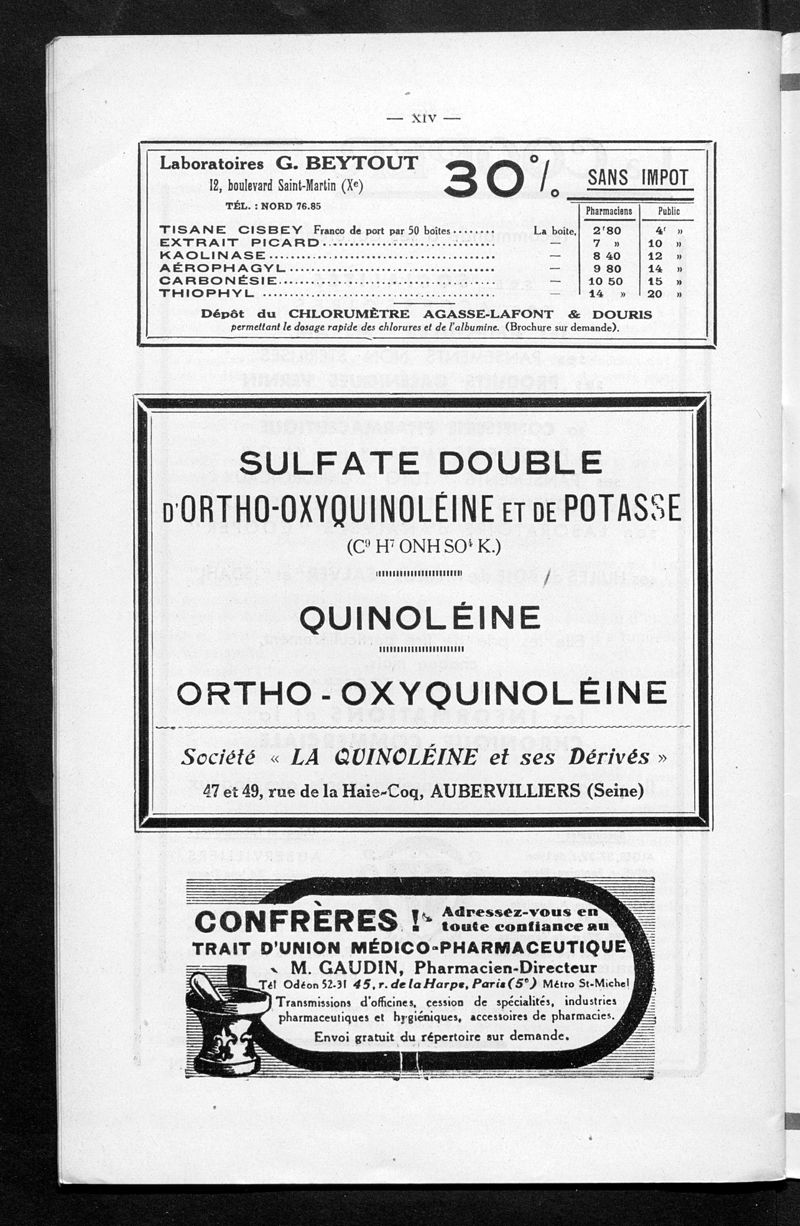 — XIV —
Laboratoires G. BEYTOUT
12, boulevard Saint-Martin (Xe)
TÉL. : NORD 76.85
30 %
SANS IMPOT
Pharmaciens Public
TISANE CISBEY Franco de port par 50 boîtes ........ La boite. 2f80 4f »
EXTRAIT PICARD ........ — 7 » 10 »
KAOLINASE ........ — 8 40 12 »
AÉROPHAGYL ........ — 9 80 14 »
CARBONÉSIE ........ — 10 50 15 »
THIOPHYL ........ — 14 » 20 »
Dépôt du CHLORUMÈTRE AGASSE-LAFONT & DOURIS
permettant le dosage rapide des chlorures et de l'albumine. (Brochure sur demande).
SULFATE DOUBLE
D'ORTHO-OXYQUINOLÉINE ET DE POTASSE
(C⁹ H⁷ ONH SO⁴ K.)
QUINOLÉINE
ORTHO-OXYQUINOLÉINE
Société « LA QUINOLÉINE et ses Dérivés »
47 et 49, rue de la Haie-Coq, AUBERVILLIERS (Seine)
CONFRÈRES ! Adressez-vous en
toute confiance au
TRAIT D'UNION MÉDICO-PHARMACEUTIQUE
M. GAUDIN, Pharmacien-Directeur
Tél Odéon 52-31 45, r. de la Harpe, Paris (5e) Métro St-Michel
Transmissions d'officines, cession de spécialités, industries
pharmaceutiques et hygiéniques, accessoires de pharmacies.
Envoi gratuit du répertoire sur demande.